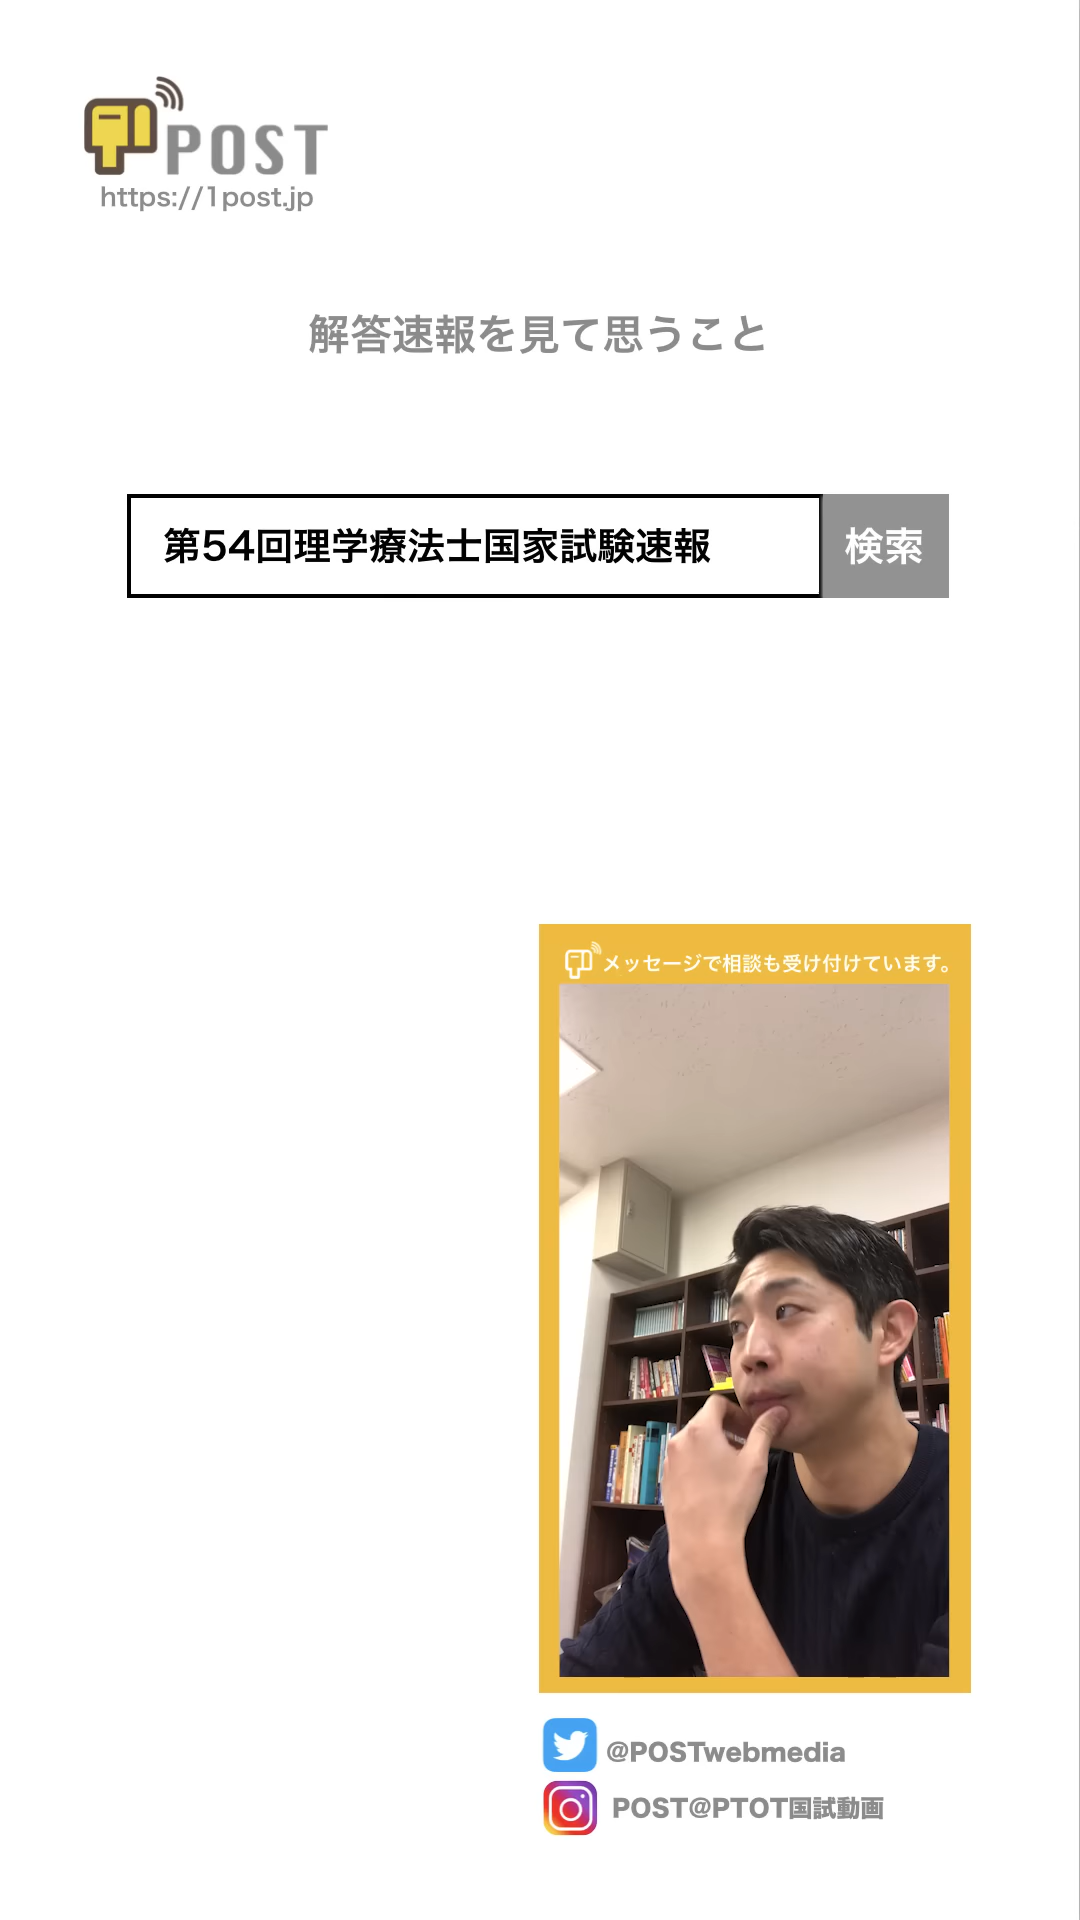 POST
https://1post.jp
解答速報を見て思うこと
第54回理学療法士国家試験速報
検索
メッセージで相談も受け付けています。
@POSTwebmedia
POST@PTOT国試動画